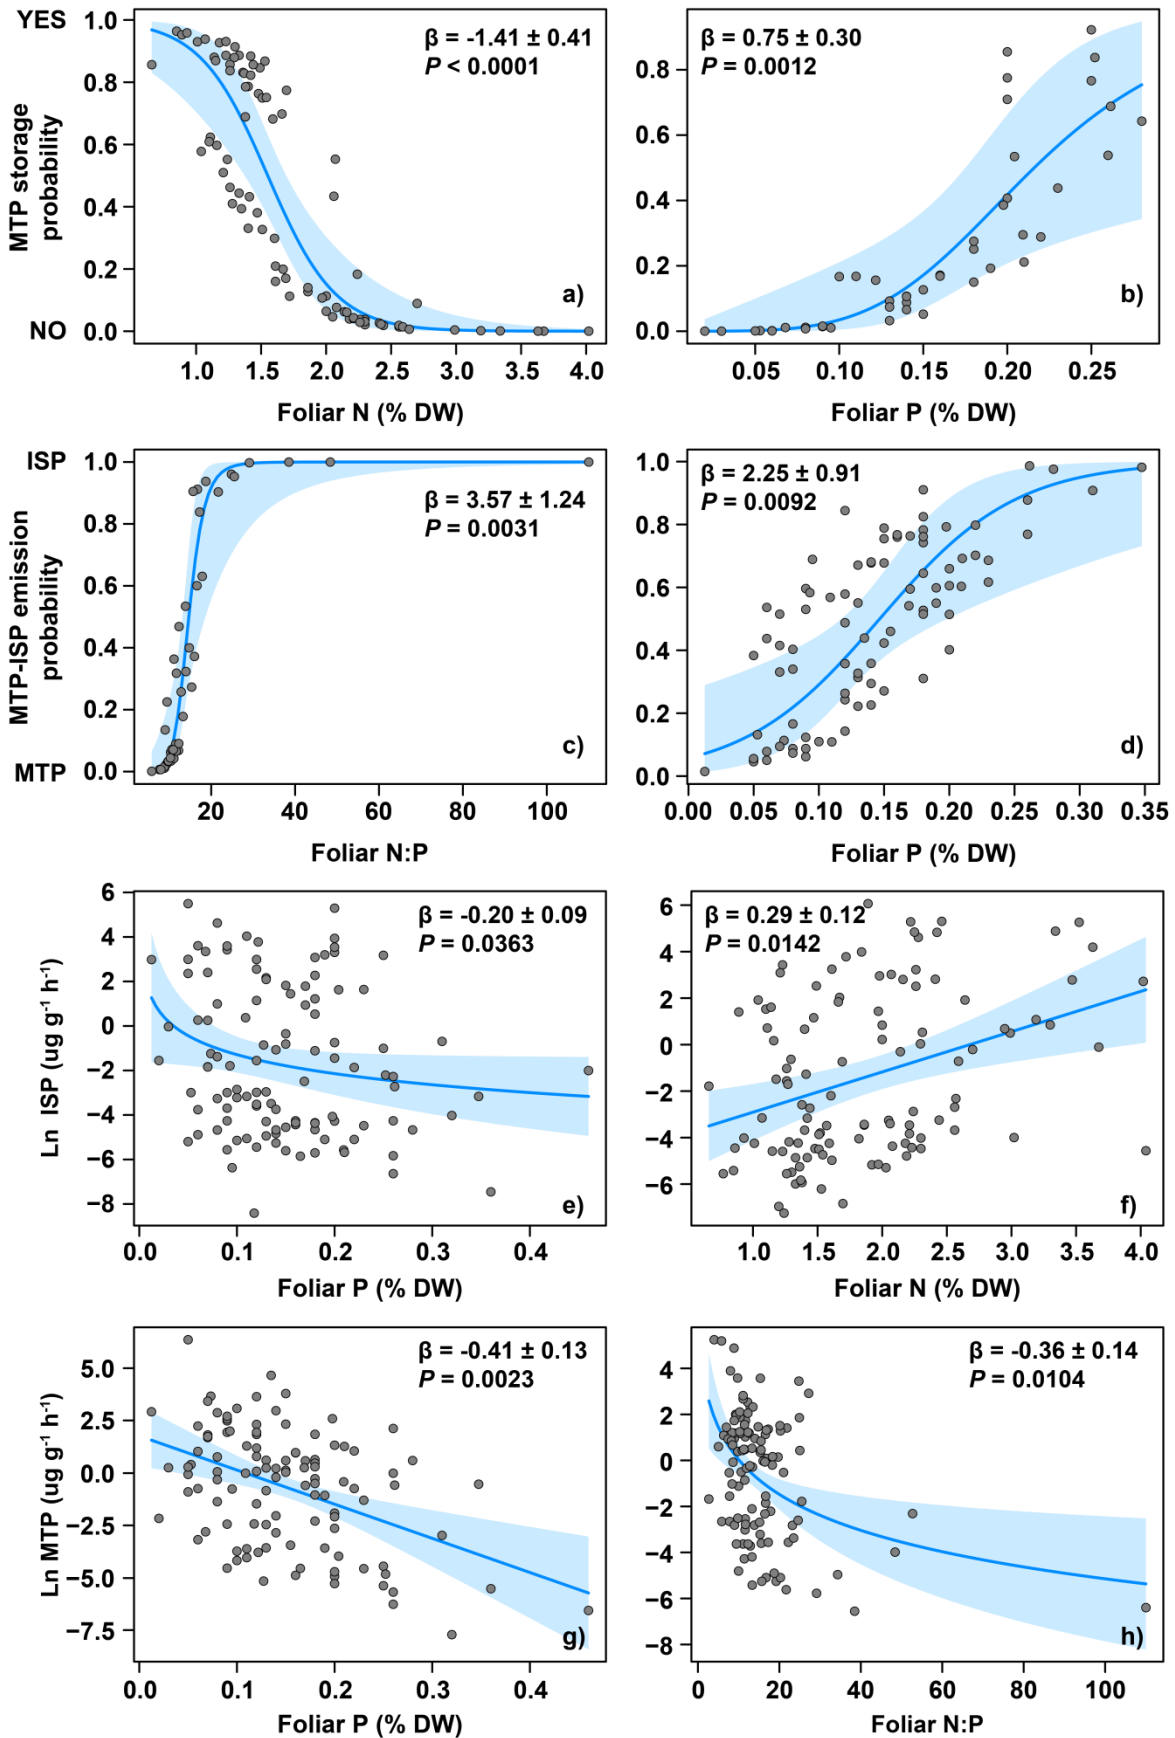 YES
1.0
0.8
0.6
0.4
0.2
0.0
NO
MTP storage
probability
β = -1.41 ± 0.41
P < 0.0001
a)
1.0 1.5 2.0 2.5 3.0 3.5 4.0
Foliar N (% DW)
0.8
0.6
0.4
0.2
0.0
β = 0.75 ± 0.30
P = 0.0012
b)
0.05 0.10 0.15 0.20 0.25
Foliar P (% DW)
ISP
1.0
0.8
0.6
0.4
0.2
0.0
MTP
MTP-ISP emission
probability
β = 3.57 ± 1.24
P = 0.0031
c)
20 40 60 80 100
Foliar N:P
1.0
0.8
0.6
0.4
0.2
0.0
β = 2.25 ± 0.91
P = 0.0092
d)
0.00 0.05 0.10 0.15 0.20 0.25 0.30 0.35
Foliar P (% DW)
6
4
2
0
−2
−4
−6
−8
Ln ISP (ug g⁻¹ h⁻¹)
β = -0.20 ± 0.09
P = 0.0363
e)
0.0 0.1 0.2 0.3 0.4
Foliar P (% DW)
6
4
2
0
−2
−4
−6
β = 0.29 ± 0.12
P = 0.0142
f)
1.0 1.5 2.0 2.5 3.0 3.5 4.0
Foliar N (% DW)
5.0
2.5
0.0
−2.5
−5.0
−7.5
Ln MTP (ug g⁻¹ h⁻¹)
β = -0.41 ± 0.13
P = 0.0023
g)
0.0 0.1 0.2 0.3 0.4
Foliar P (% DW)
4
2
0
−2
−4
−6
−8
β = -0.36 ± 0.14
P = 0.0104
h)
0 20 40 60 80 100
Foliar N:P